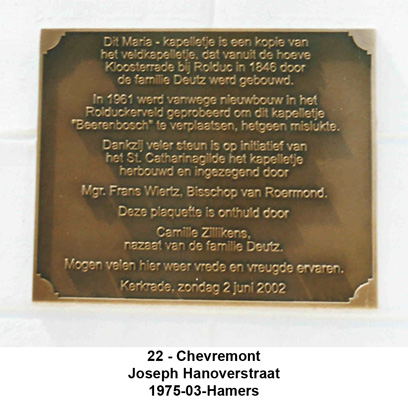 Dit Maria - kapelletje is een kopie van
het veldkapelletje, dat vanuit de hoeve
Kloosterrade bij Rolduc in 1846 door
de familie Deutz werd gebouwd.
In 1961 werd vanwege nieuwbouw in het
Rolduckerveld geprobeerd om dit kapelletje
"Beerenbosch" te verplaatsen, hetgeen mislukte.
Dankzij veler steun is op initiatief van
het St. Catharinagilde het kapelletje
herbouwd en ingezegend door
Mgr. Frans Wiertz, Bisschop van Roermond.
Deze plaquette is onthuld door
Camille Zillikens,
nazaat van de familie Deutz.
Mogen velen hier weer vrede en vreugde ervaren.
Kerkrade, zondag 2 juni 2002
22 - Chevremont
Joseph Hanoverstraat
1975-03-Hamers